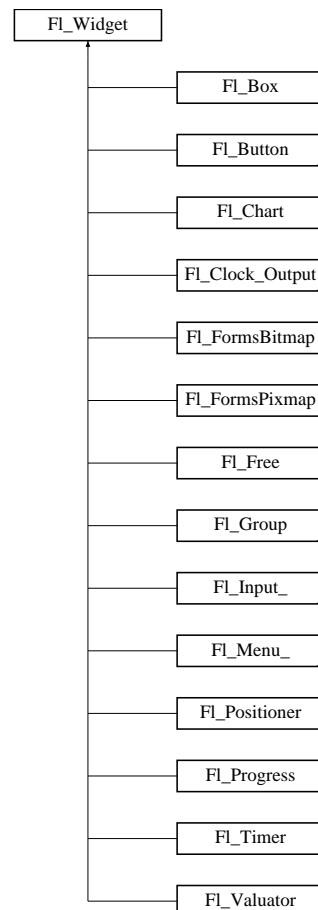 Fl_Widget
Fl_Box
Fl_Button
Fl_Chart
Fl_Clock_Output
Fl_FormsBitmap
Fl_FormsPixmap
Fl_Free
Fl_Group
Fl_Input_
Fl_Menu_
Fl_Positioner
Fl_Progress
Fl_Timer
Fl_Valuator